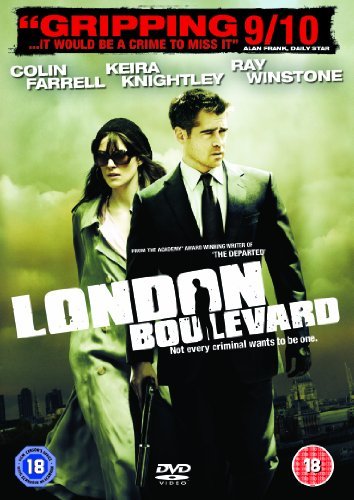 "GRIPPING
...IT WOULD BE A CRIME TO MISS IT"
9/10
ALAN FRANK, DAILY STAR
COLIN FARRELL
KEIRA KNIGHTLEY
RAY WINSTONE
FROM THE ACADEMY AWARD WINNING WRITER OF
'THE DEPARTED'
LONDON
BOULEVARD
Not every criminal wants to be one.
18
DVD
VIDEO
18